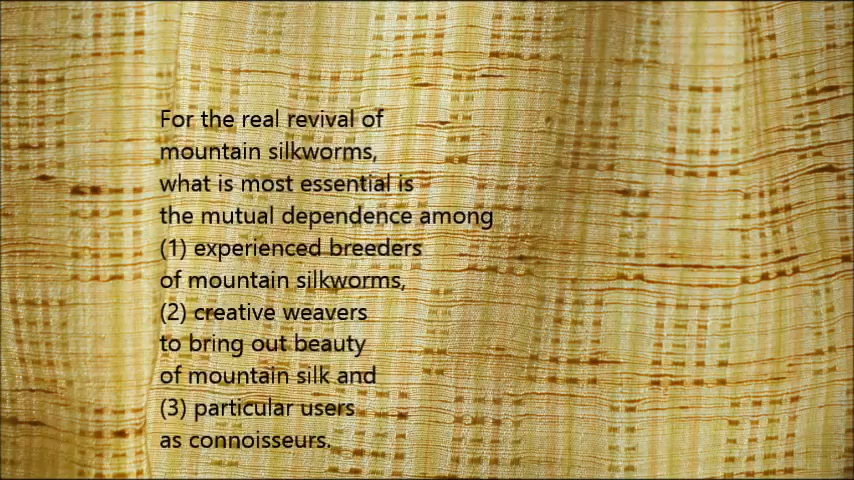 For the real revival of
mountain silkworms,
what is most essential is
the mutual dependence among
(1) experienced breeders
of mountain silkworms,
(2) creative weavers
to bring out beauty
of mountain silk and
(3) particular users
as connoisseurs.